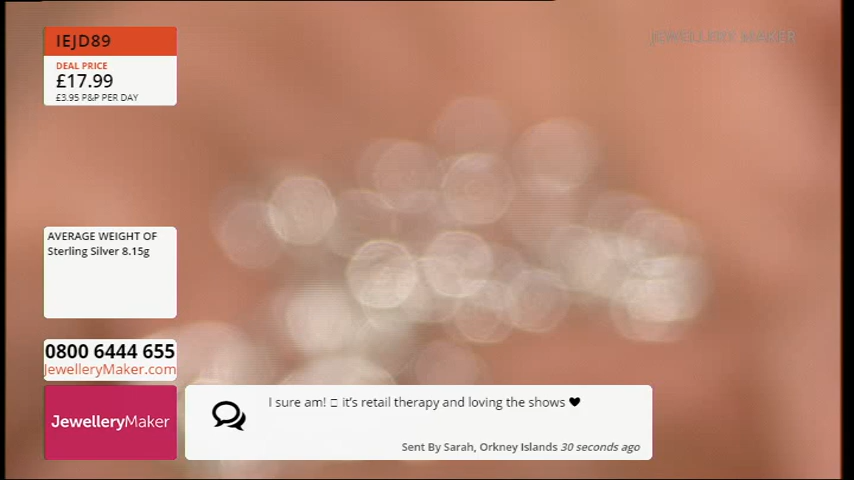 IEJD89
DEAL PRICE
£17.99
£3.95 P&P PER DAY
JEWELLERY MAKER
AVERAGE WEIGHT OF
Sterling Silver 8.15g
0800 6444 655
JewelleryMaker.com
JewelleryMaker
I sure am! it’s retail therapy and loving the shows ♥
Sent By Sarah, Orkney Islands 30 seconds ago